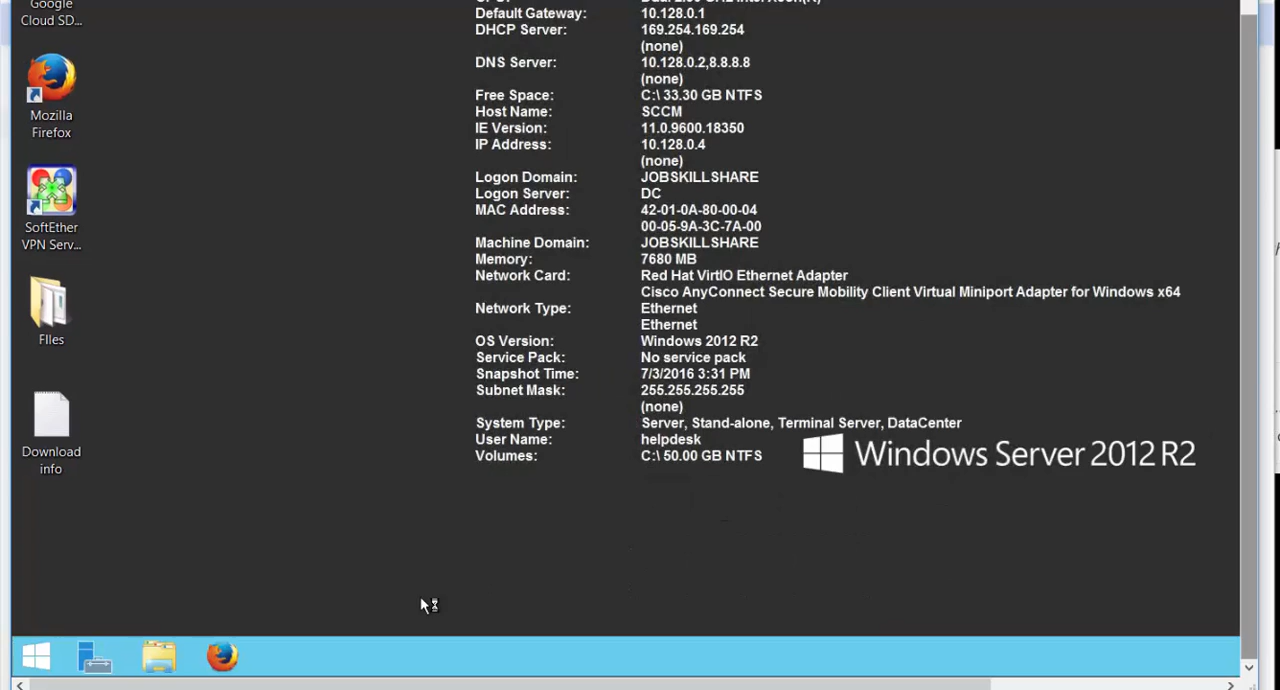 Google
Cloud SD...
Mozilla
Firefox
SoftEther
VPN Serv...
FIles
Download
info
Default Gateway: 10.128.0.1
DHCP Server: 169.254.169.254
(none)
DNS Server: 10.128.0.2,8.8.8.8
(none)
Free Space: C:\ 33.30 GB NTFS
Host Name: SCCM
IE Version: 11.0.9600.18350
IP Address: 10.128.0.4
(none)
Logon Domain: JOBSKILLSHARE
Logon Server: DC
MAC Address: 42-01-0A-80-00-04
00-05-9A-3C-7A-00
Machine Domain: JOBSKILLSHARE
Memory: 7680 MB
Network Card: Red Hat VirtIO Ethernet Adapter
Cisco AnyConnect Secure Mobility Client Virtual Miniport Adapter for Windows x64
Network Type: Ethernet
Ethernet
OS Version: Windows 2012 R2
Service Pack: No service pack
Snapshot Time: 7/3/2016 3:31 PM
Subnet Mask: 255.255.255.255
(none)
System Type: Server, Stand-alone, Terminal Server, DataCenter
User Name: helpdesk
Volumes: C:\ 50.00 GB NTFS
Windows Server 2012 R2